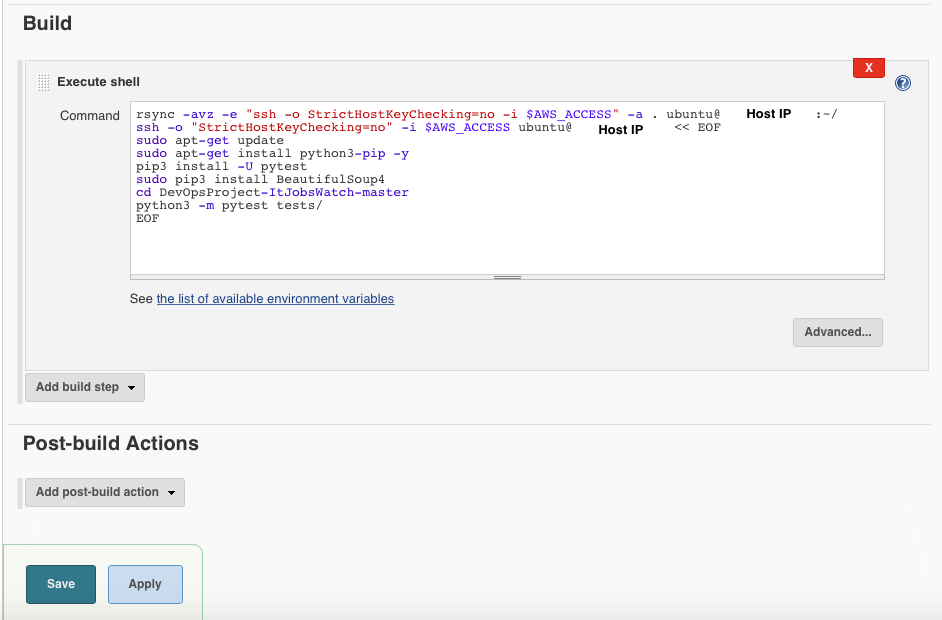 Build
X
Execute shell
?
Command
rsync -avz -e "ssh -o StrictHostKeyChecking=no -i $AWS_ACCESS" -a . ubuntu@ Host IP :~/
ssh -o "StrictHostKeyChecking=no" -i $AWS_ACCESS ubuntu@ Host IP << EOF
sudo apt-get update
sudo apt-get install python3-pip -y
pip3 install -U pytest
sudo pip3 install BeautifulSoup4
cd DevOpsProject-ItJobsWatch-master
python3 -m pytest tests/
EOF
See the list of available environment variables
Advanced...
Add build step
Post-build Actions
Add post-build action
Save Apply